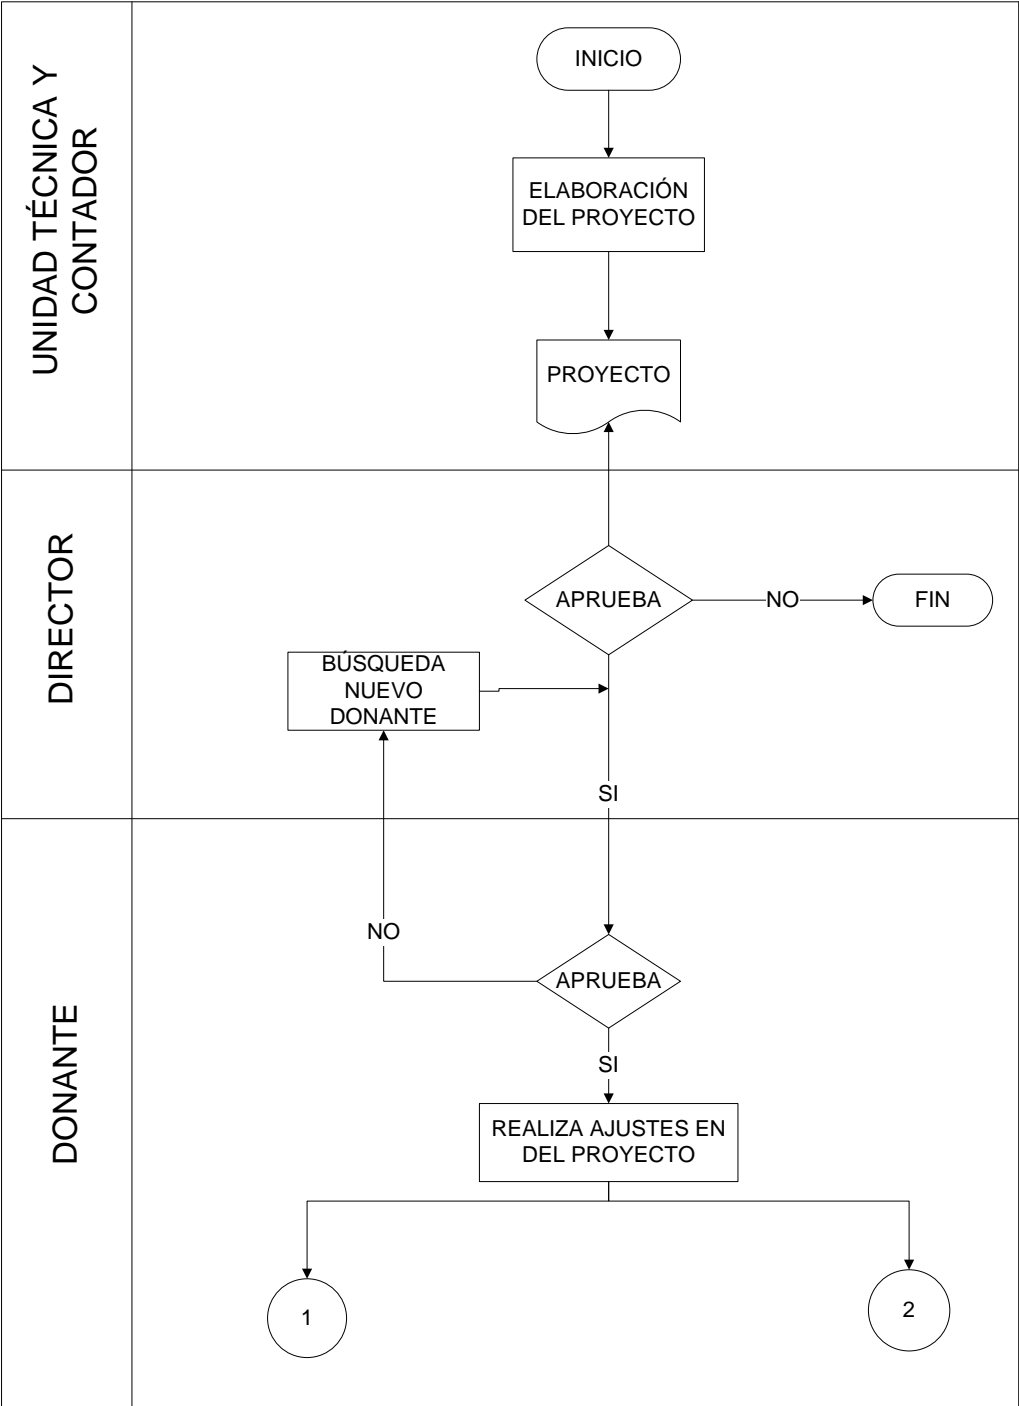 UNIDAD TÉCNICA Y
CONTADOR
INICIO
ELABORACIÓN
DEL PROYECTO
PROYECTO
DIRECTOR
APRUEBA
NO
FIN
BÚSQUEDA
NUEVO
DONANTE
SI
DONANTE
NO
APRUEBA
SI
REALIZA AJUSTES EN
DEL PROYECTO
1
2